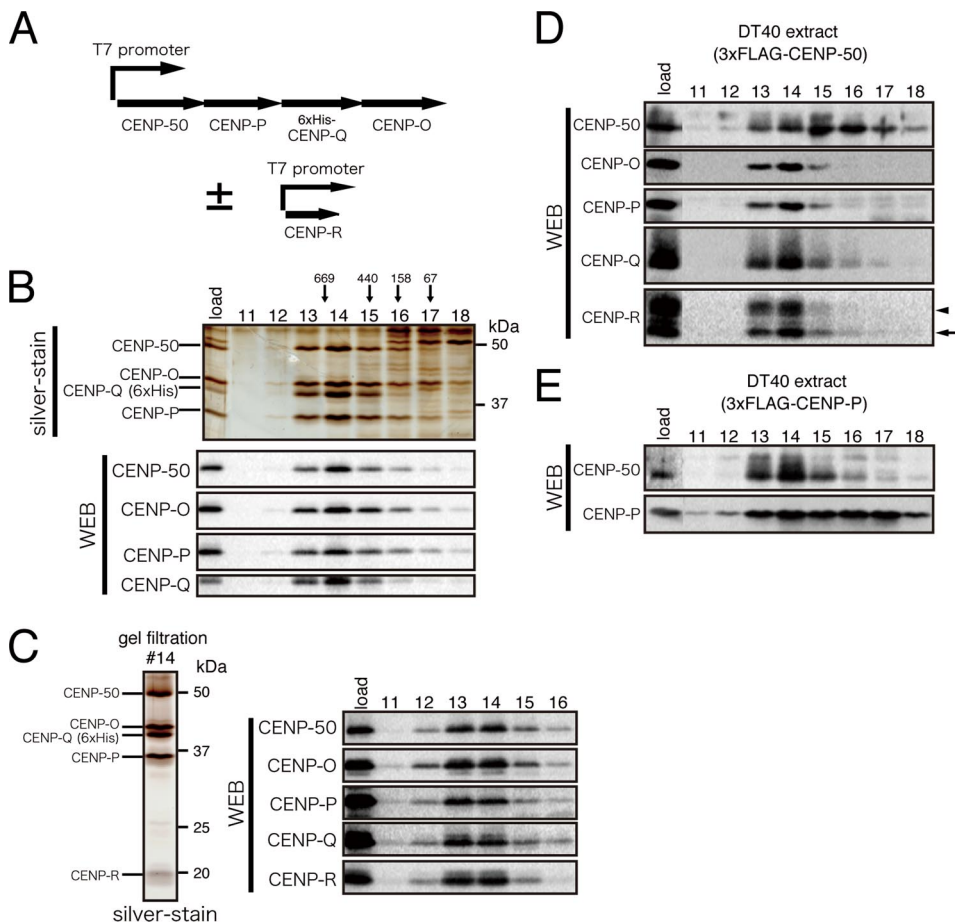 A
T7 promoter
CENP-50 CENP-P 6xHis-CENP-Q CENP-O
±
T7 promoter
CENP-R
B
669 440 158 67
load 11 12 13 14 15 16 17 18 kDa
silver-stain
CENP-50
50
CENP-O
CENP-Q (6xHis)
CENP-P
37
WEB
CENP-50
CENP-O
CENP-P
CENP-Q
C
gel filtration
#14
kDa
CENP-50
50
CENP-O
CENP-Q (6xHis)
CENP-P
37
25
CENP-R
20
silver-stain
load 11 12 13 14 15 16
WEB
CENP-50
CENP-O
CENP-P
CENP-Q
CENP-R
D
DT40 extract
(3xFLAG-CENP-50)
load 11 12 13 14 15 16 17 18
WEB
CENP-50
CENP-O
CENP-P
CENP-Q
CENP-R
E
DT40 extract
(3xFLAG-CENP-P)
load 11 12 13 14 15 16 17 18
WEB
CENP-50
CENP-P